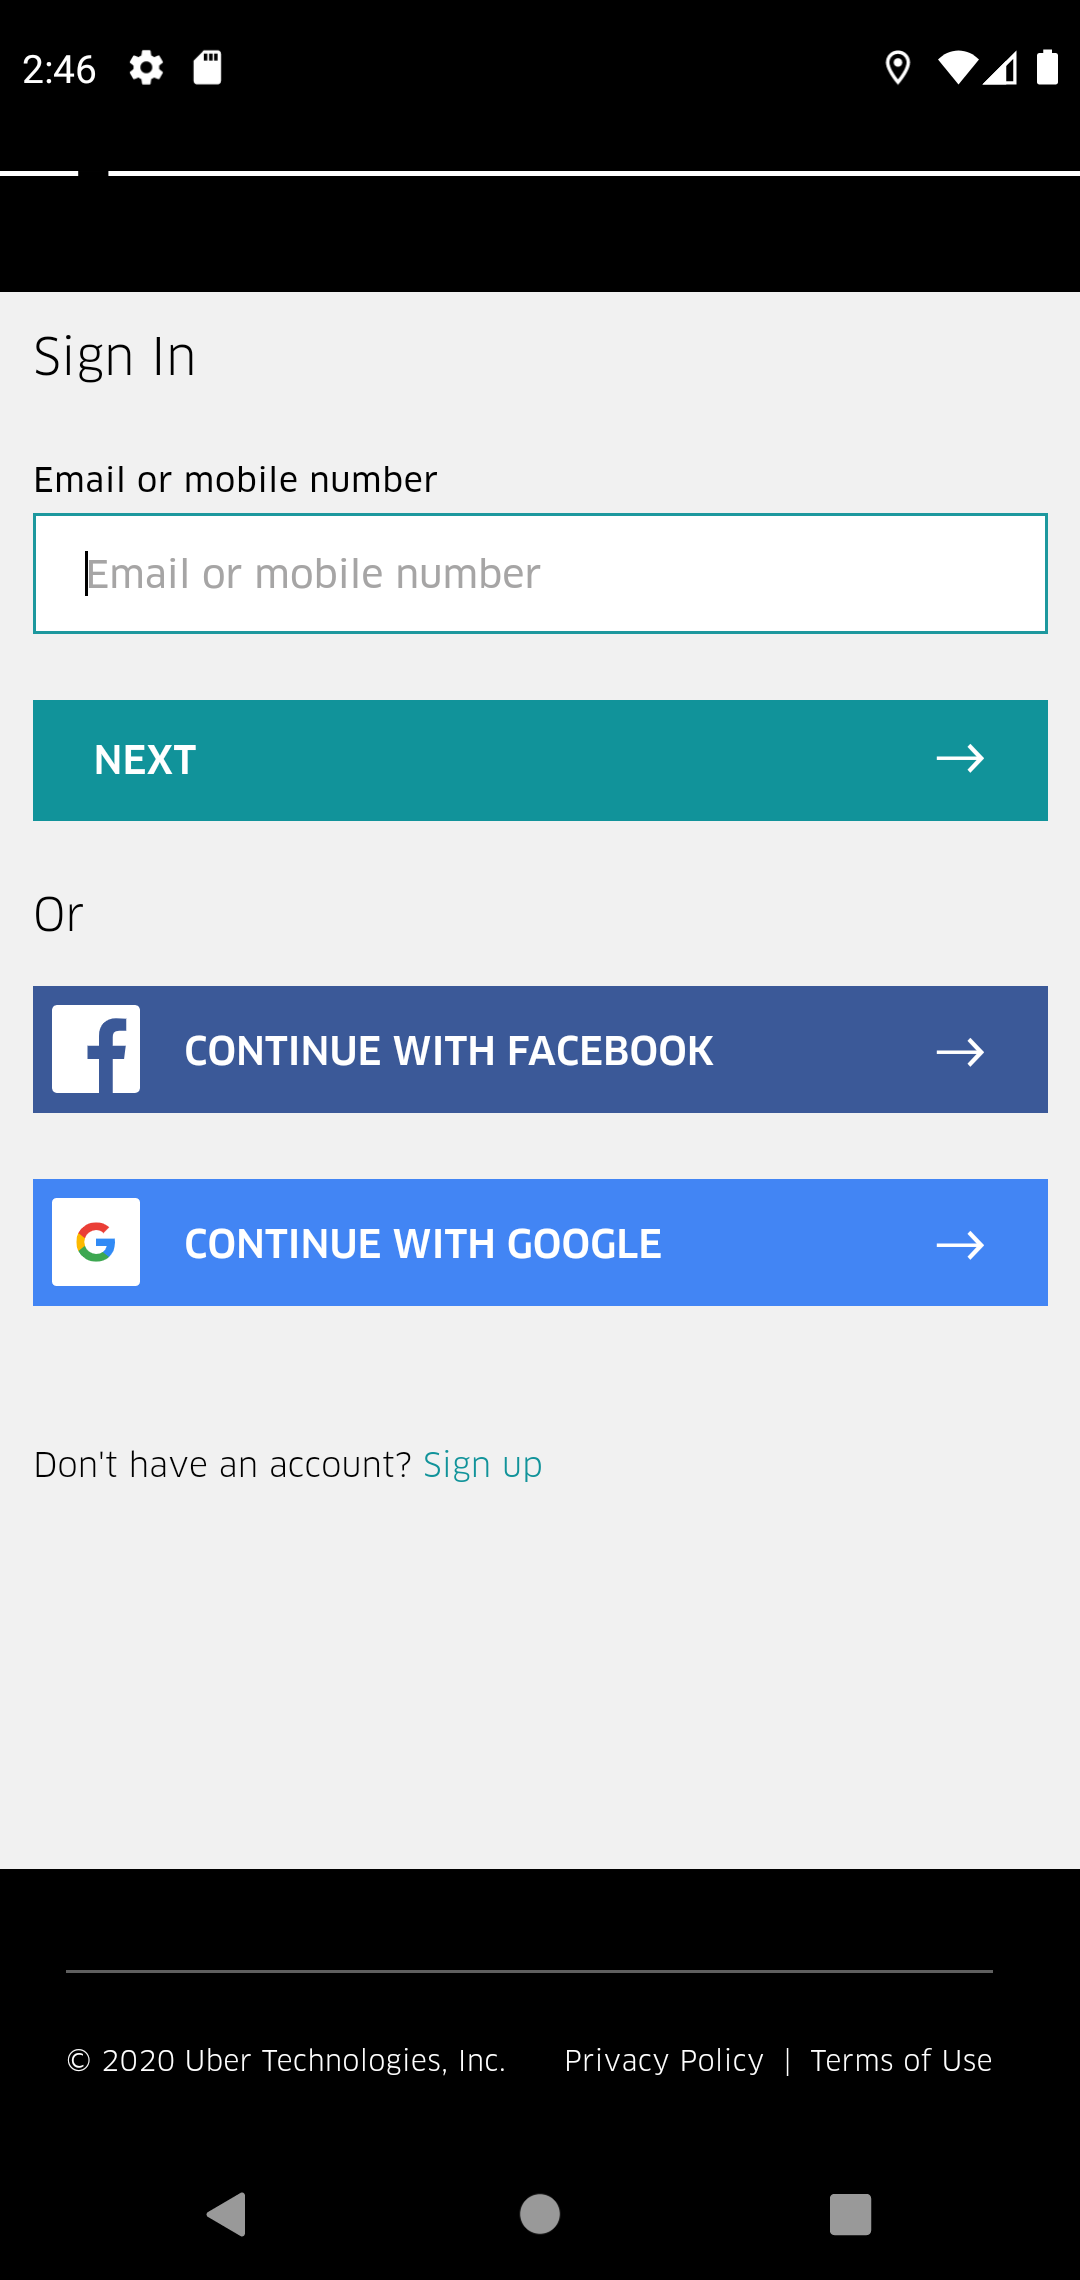 2:46
Sign In
Email or mobile number
Email or mobile number
NEXT
Or
CONTINUE WITH FACEBOOK
CONTINUE WITH GOOGLE
Don't have an account? Sign up
© 2020 Uber Technologies, Inc. Privacy Policy | Terms of Use